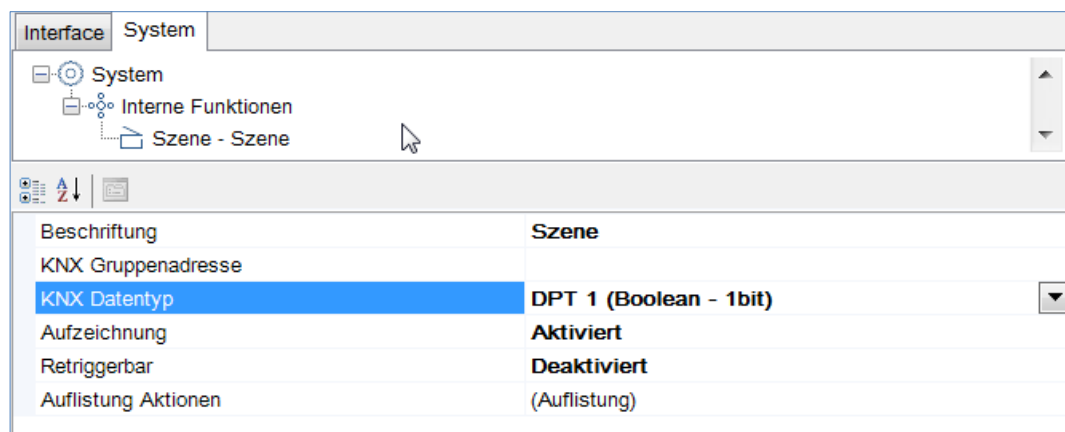 Interface System
System
Interne Funktionen
Szene - Szene
A
Z
Beschriftung Szene
KNX Gruppenadresse
KNX Datentyp DPT 1 (Boolean - 1bit)
Aufzeichnung Aktiviert
Retriggerbar Deaktiviert
Auflistung Aktionen (Auflistung)